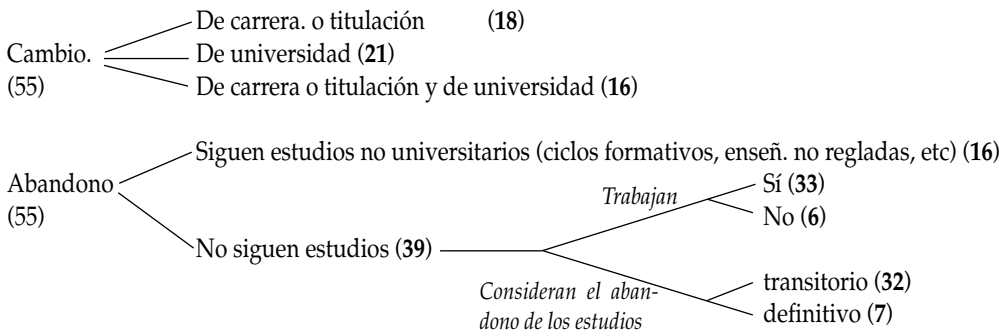 De carrera. o titulación (18)
Cambio. De universidad (21)
(55) De carrera o titulación y de universidad (16)
Siguen estudios no universitarios (ciclos formativos, enseñ. no regladas, etc) (16)
Abandono
(55)
Trabajan
Sí (33)
No (6)
No siguen estudios (39)
Consideran el aban-
dono de los estudios
transitorio (32)
definitivo (7)